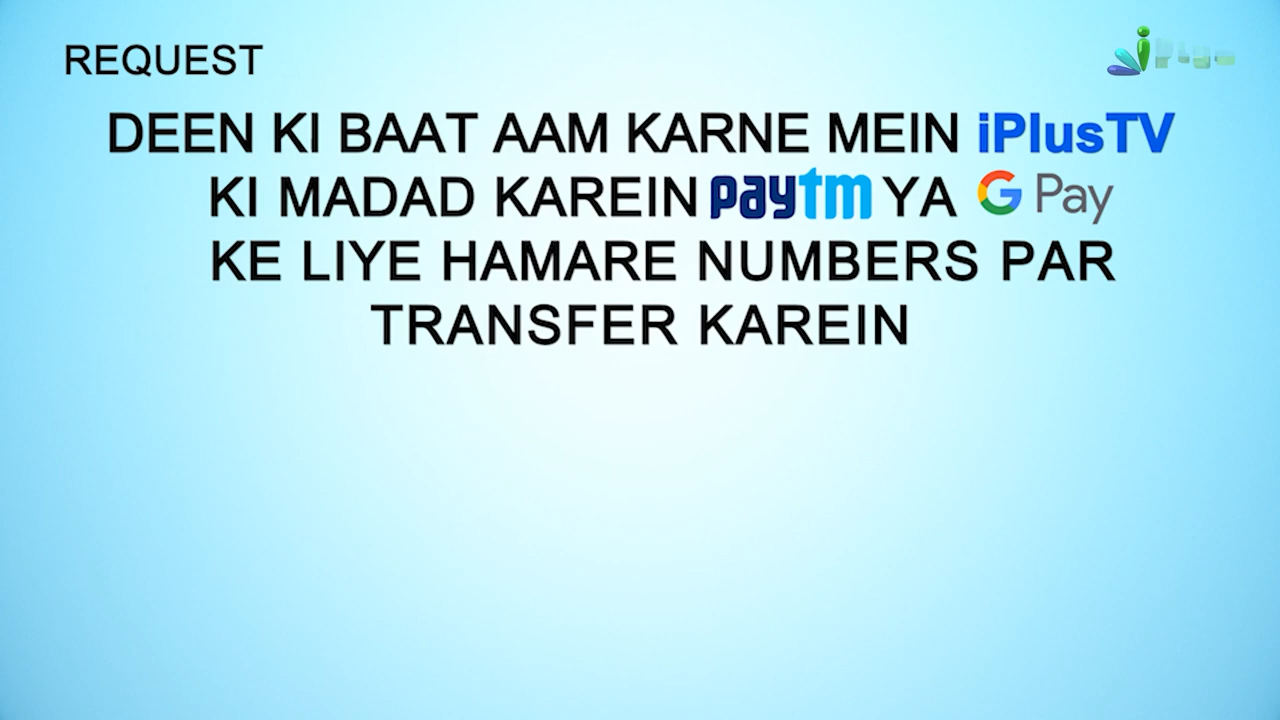 REQUEST
DEEN KI BAAT AAM KARNE MEIN iPlusTV
KI MADAD KAREIN paytm YA G Pay
KE LIYE HAMARE NUMBERS PAR
TRANSFER KAREIN